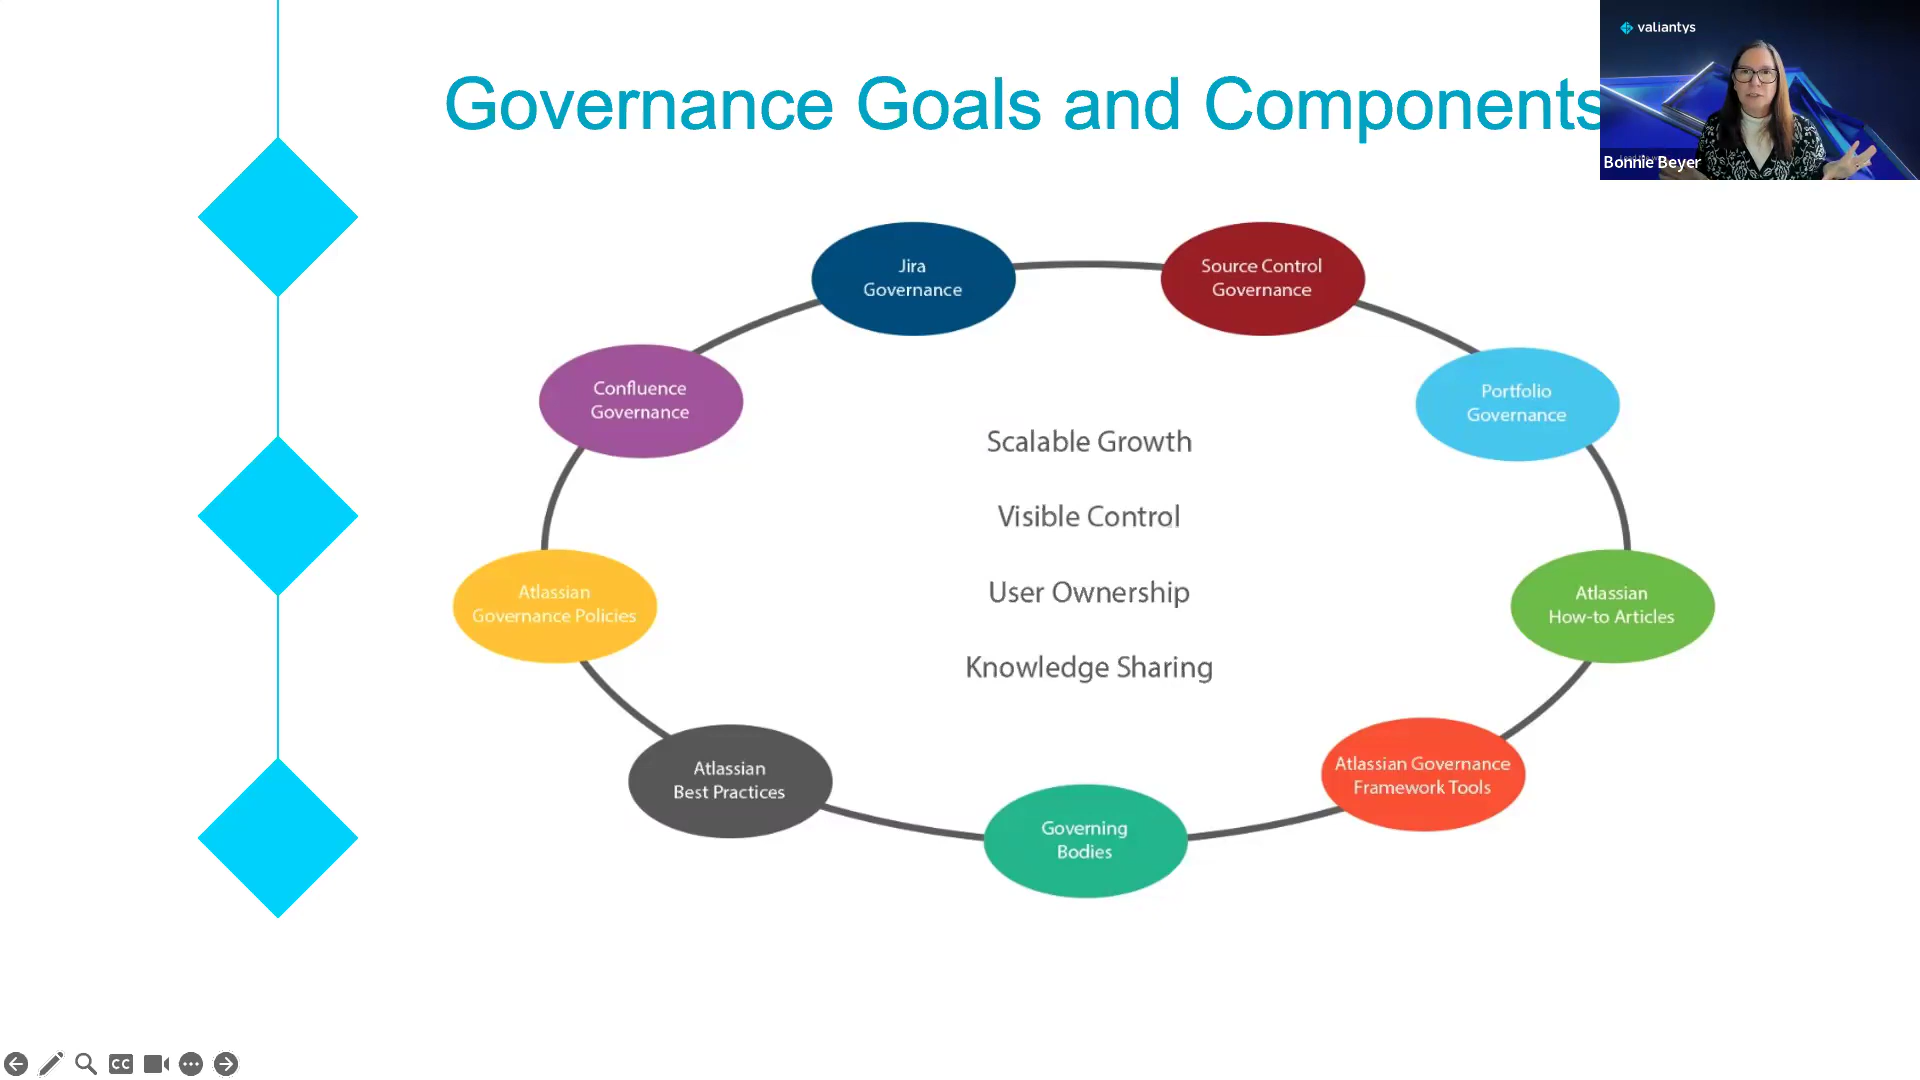 Governance Goals and Components
valiantys
Bonnie Beyer
Jira
Governance
Source Control
Governance
Confluence
Governance
Portfolio
Governance
Scalable Growth
Visible Control
User Ownership
Knowledge Sharing
Atlassian
Governance Policies
Atlassian
How-to Articles
Atlassian
Best Practices
Atlassian Governance
Framework Tools
Governing
Bodies
CC